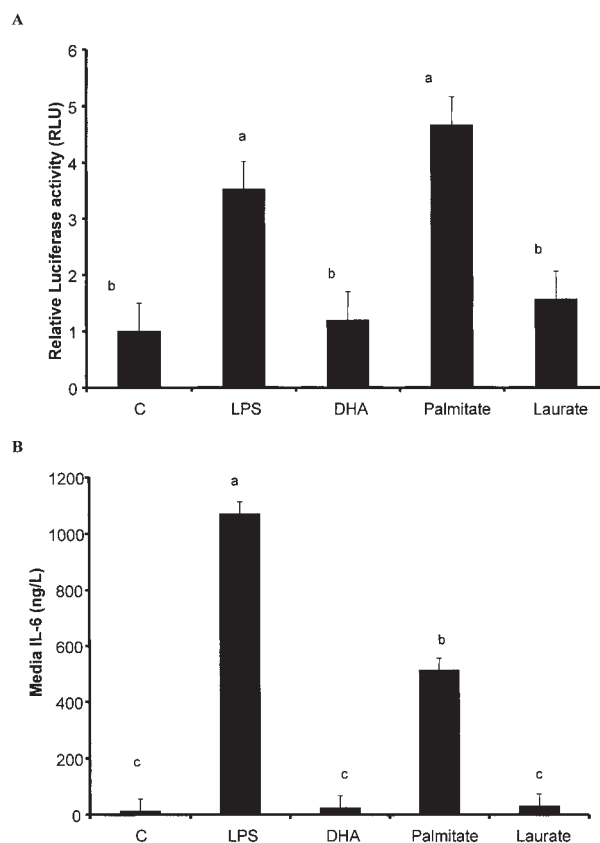 A
Relative Luciferase activity (RLU)
6
5
4
3
2
1
0
a
a
b
b
b
C LPS DHA Palmitate Laurate
B
Media IL-6 (ng/L)
1200
1000
800
600
400
200
0
a
b
c
c
c
C LPS DHA Palmitate Laurate